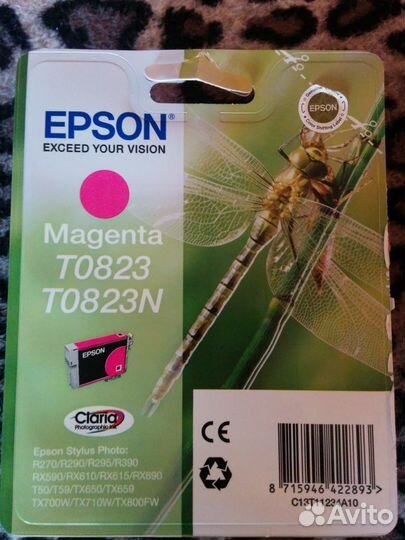 EPSON®
EXCEED YOUR VISION
EPSON
Magenta
T0823
T0823N
EPSON
Claria
Photographic Ink
Epson Stylus Photo:
R270/R290/R295/R390
RX590/RX610/RX615/RX690
T50/T59/TX650/TX659
TX700W/TX710W/TX800FW
CE
8 715946 422893
C13T11234A10
Avito